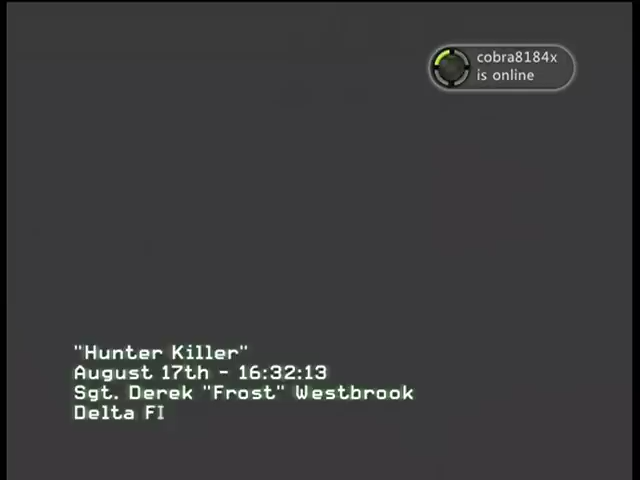 cobra8184x
is online
"Hunter Killer"
August 17th - 16:32:13
Sgt. Derek "Frost" Westbrook
Delta FI